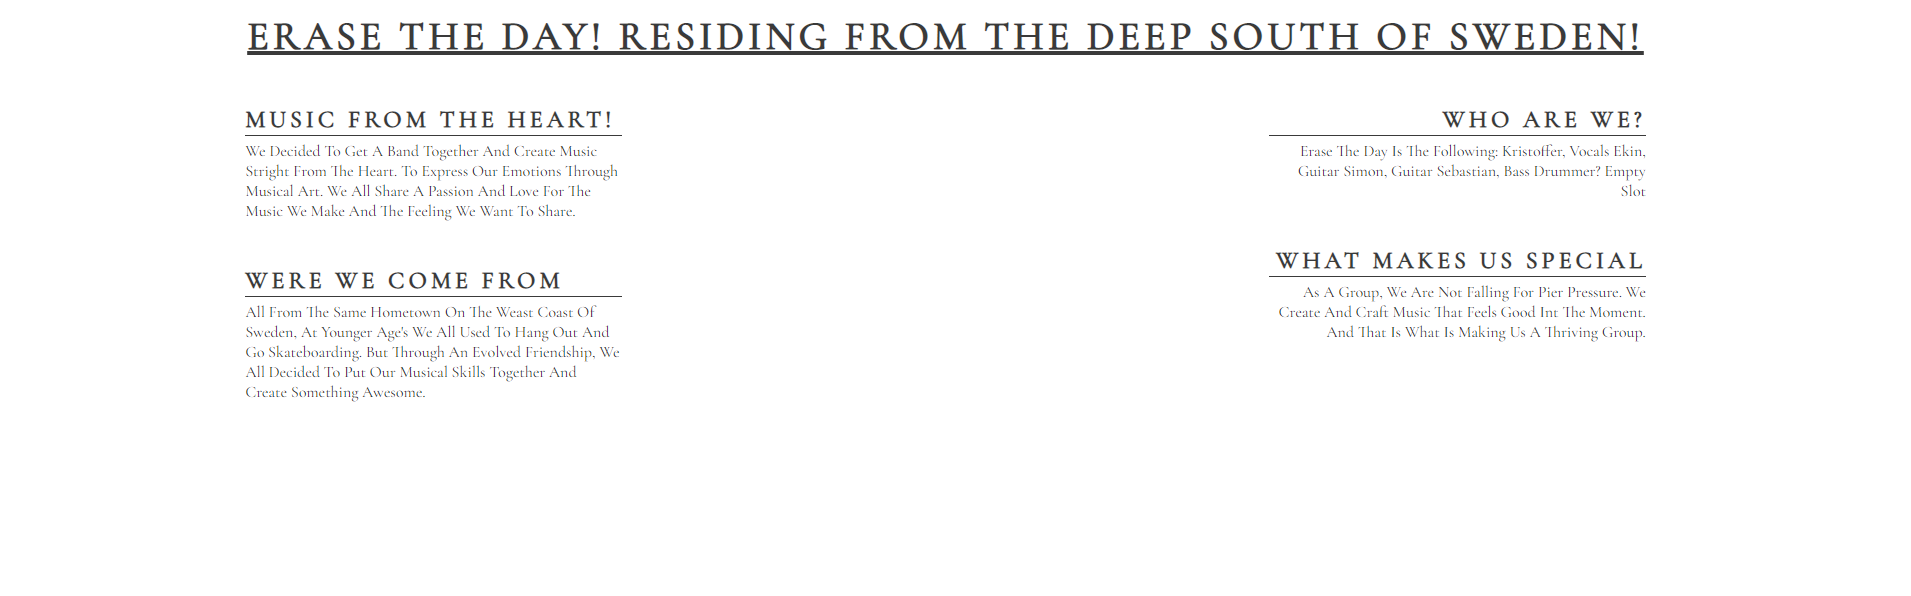 ERASE THE DAY! RESIDING FROM THE DEEP SOUTH OF SWEDEN!
MUSIC FROM THE HEART!
We Decided To Get A Band Together And Create Music
Stright From The Heart. To Express Our Emotions Through
Musical Art. We All Share A Passion And Love For The
Music We Make And The Feeling We Want To Share.
WERE WE COME FROM
All From The Same Hometown On The Weast Coast Of
Sweden, At Younger Age's We All Used To Hang Out And
Go Skateboarding. But Through An Evolved Friendship, We
All Decided To Put Our Musical Skills Together And
Create Something Awesome.
WHO ARE WE?
Erase The Day Is The Following: Kristoffer, Vocals Ekin,
Guitar Simon, Guitar Sebastian, Bass Drummer? Empty
Slot
WHAT MAKES US SPECIAL
As A Group, We Are Not Falling For Pier Pressure. We
Create And Craft Music That Feels Good Int The Moment.
And That Is What Is Making Us A Thriving Group.